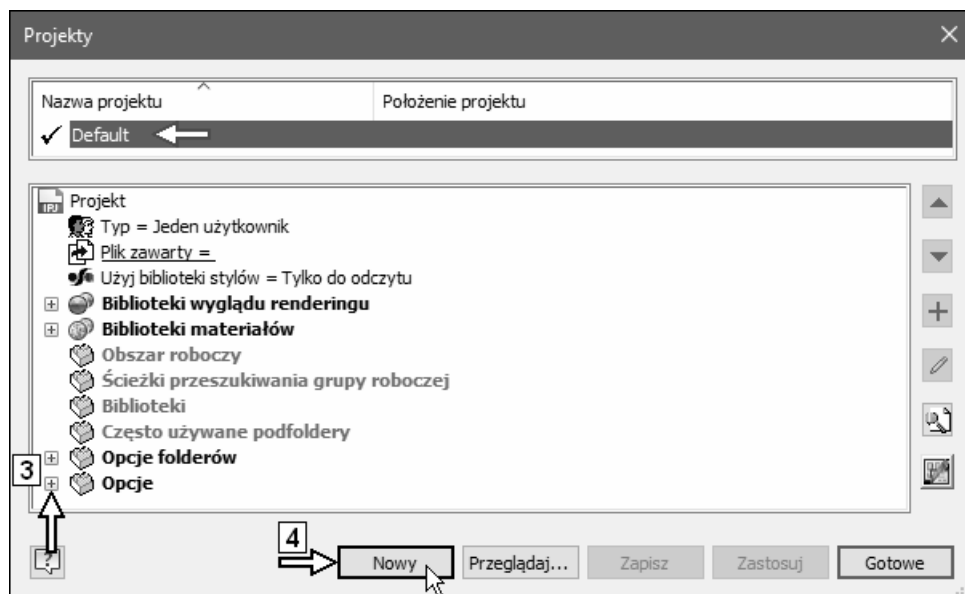 Projekty
Nazwa projektu Położenie projektu
Default
IPJ Projekt
Typ = Jeden użytkownik
Plik zawarty =
Użyj biblioteki stylów = Tylko do odczytu
Biblioteki wyglądu renderingu
Biblioteki materiałów
Obszar roboczy
Ścieżki przeszukiwania grupy roboczej
Biblioteki
Często używane podfoldery
3 Opcje folderów
Opcje
4
? Nowy Przeglądaj... Zapisz Zastosuj Gotowe